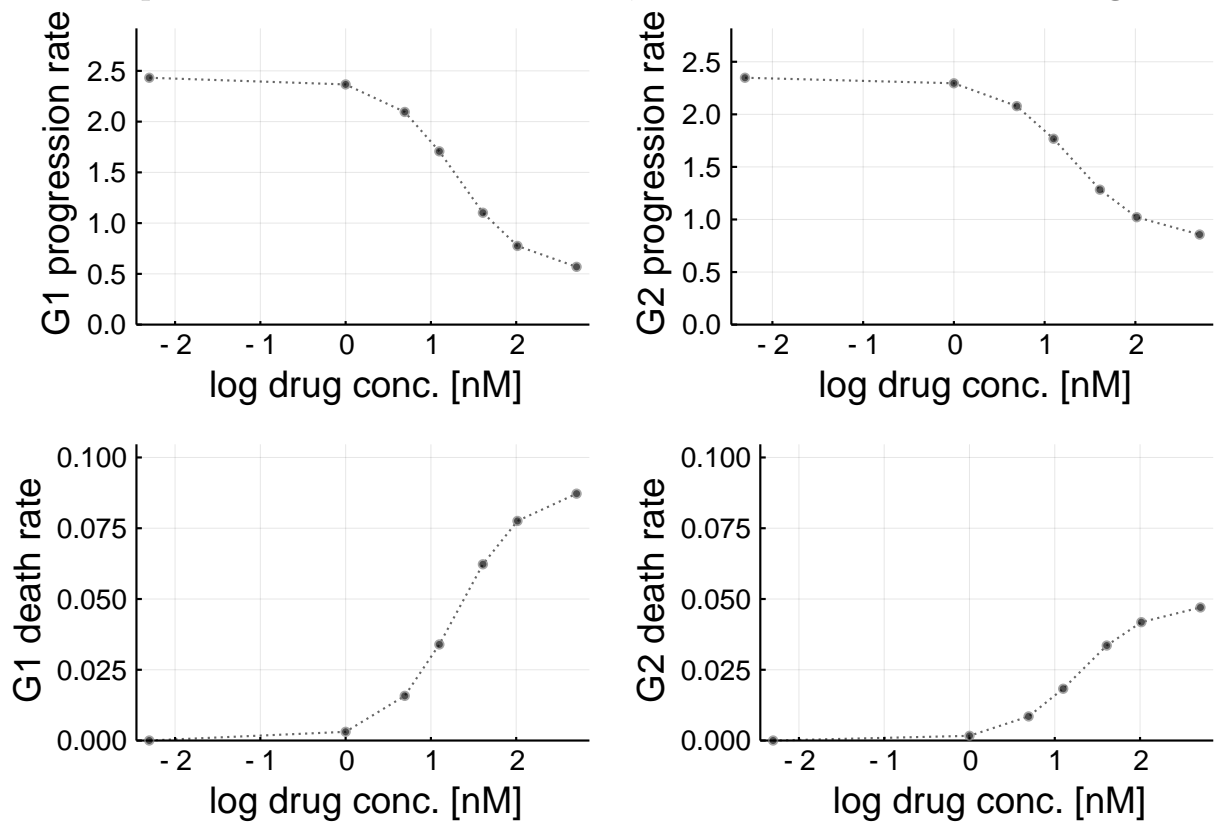 G1 progression rate
2.5
2.0
1.5
1.0
0.5
0.0
- 2 - 1 0 1 2
log drug conc. [nM]
G2 progression rate
2.5
2.0
1.5
1.0
0.5
0.0
- 2 - 1 0 1 2
log drug conc. [nM]
G1 death rate
0.100
0.075
0.050
0.025
0.000
- 2 - 1 0 1 2
log drug conc. [nM]
G2 death rate
0.100
0.075
0.050
0.025
0.000
- 2 - 1 0 1 2
log drug conc. [nM]